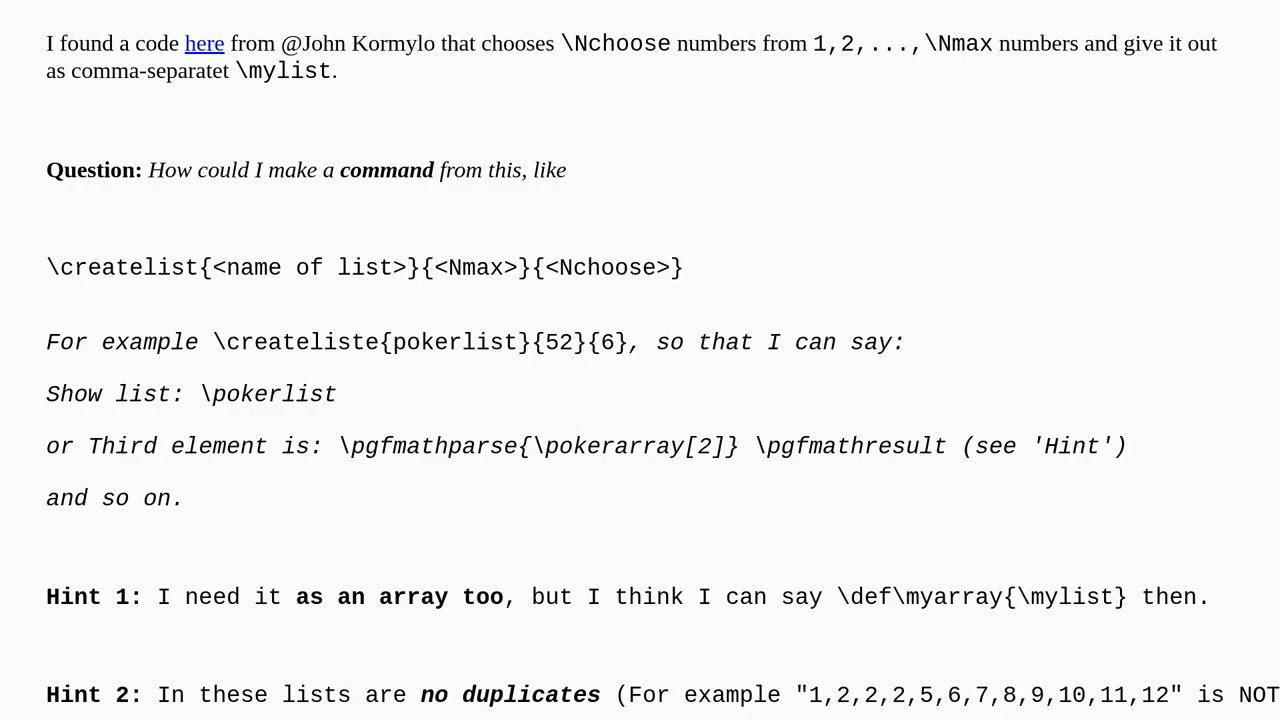 I found a code here from @John Kormylo that chooses \Nchoose numbers from 1,2,...,\Nmax numbers and give it out
as comma-separatet \mylist.
Question: How could I make a command from this, like
\createlist{<name of list>}{<Nmax>}{<Nchoose>}
For example \createliste{pokerlist}{52}{6}, so that I can say:
Show list: \pokerlist
or Third element is: \pgfmathparse{\pokerarray[2]} \pgfmathresult (see 'Hint')
and so on.
Hint 1: I need it as an array too, but I think I can say \def\myarray{\mylist} then.
Hint 2: In these lists are no duplicates (For example "1,2,2,2,5,6,7,8,9,10,11,12" is NOT